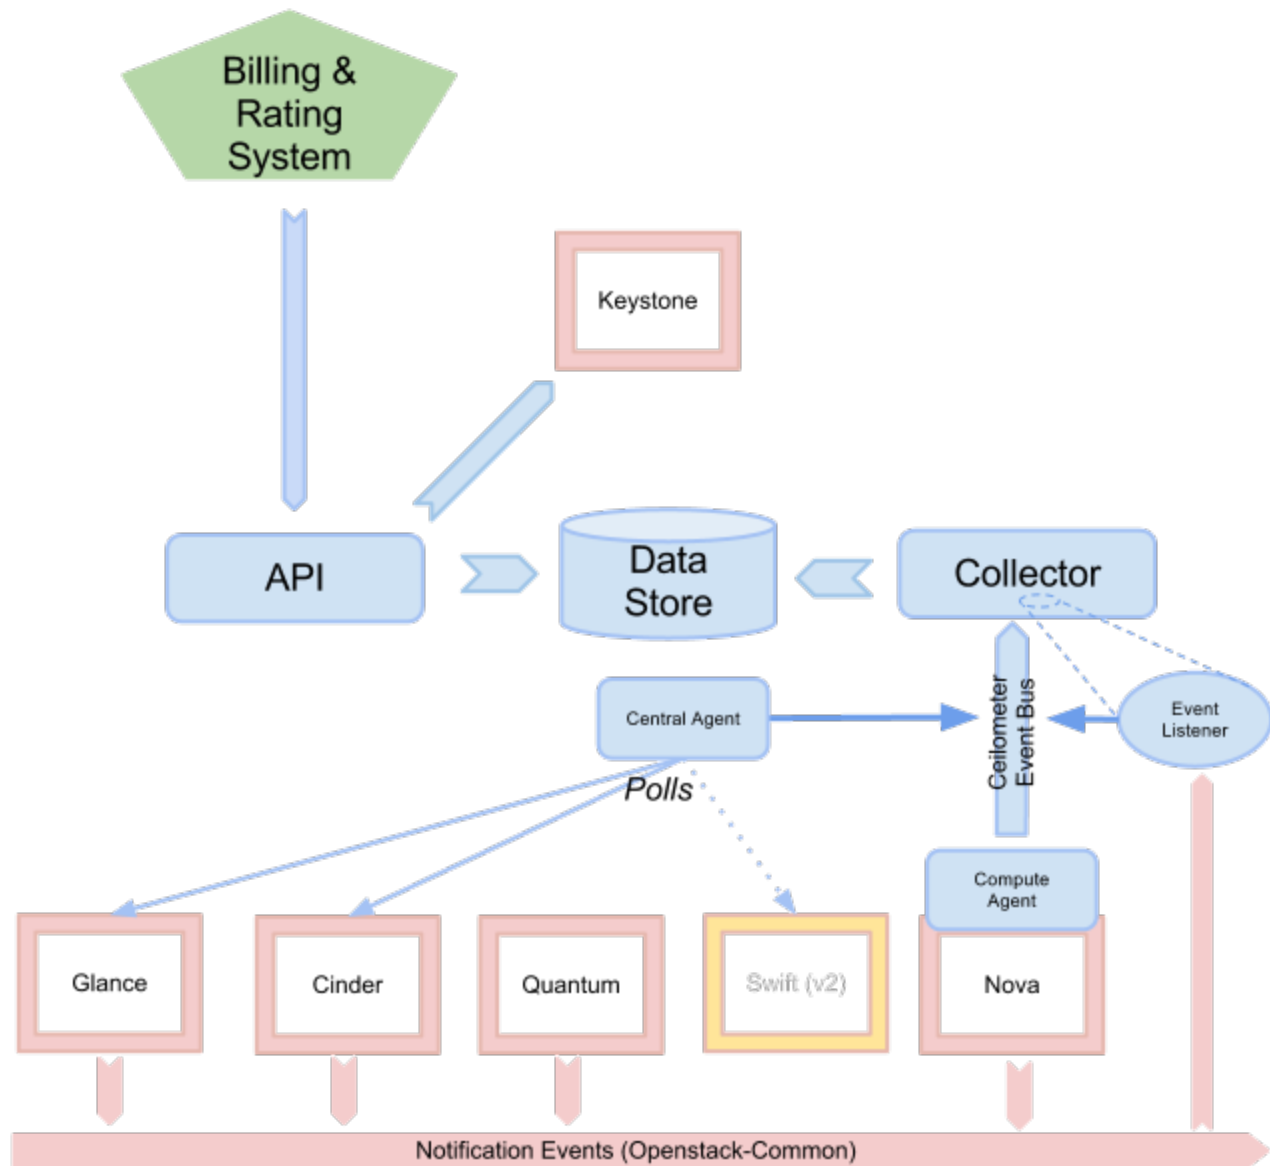 Billing &
Rating
System
Keystone
API
Data
Store
Collector
Central Agent
Ceilometer
Event Bus
Event
Listener
Polls
Compute
Agent
Glance
Cinder
Quantum
Swift (v2)
Nova
Notification Events (Openstack-Common)